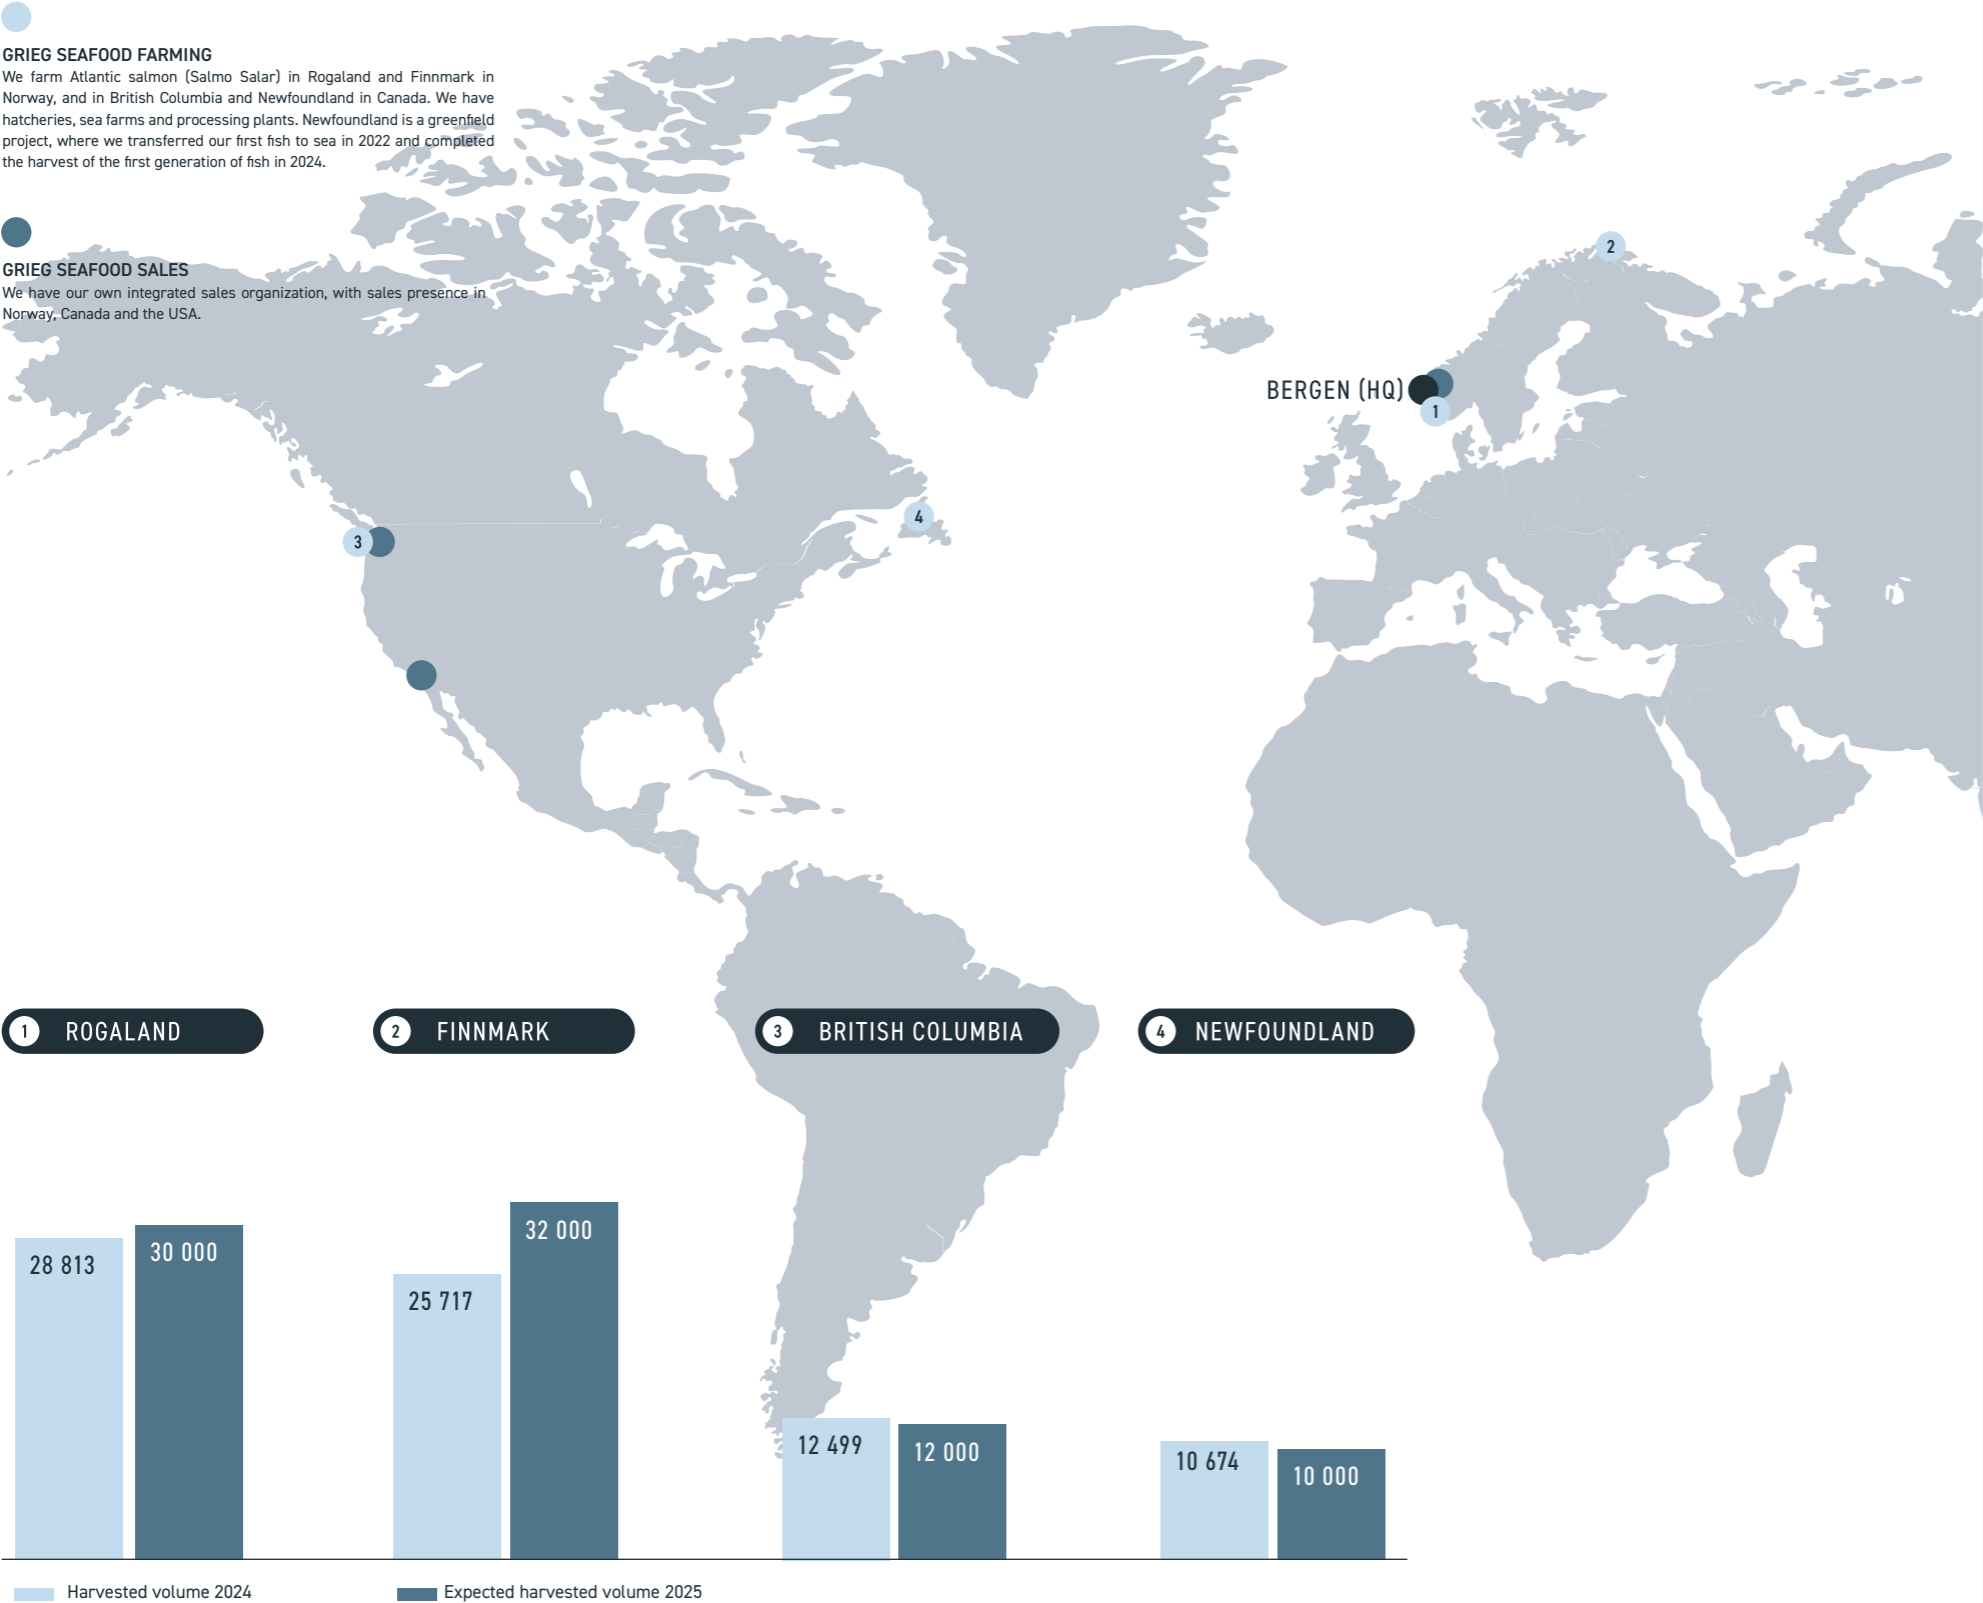 GRIEG SEAFOOD FARMING
We farm Atlantic salmon (Salmo Salar) in Rogaland and Finnmark in
Norway, and in British Columbia and Newfoundland in Canada. We have
hatcheries, sea farms and processing plants. Newfoundland is a greenfield
project, where we transferred our first fish to sea in 2022 and completed
the harvest of the first generation of fish in 2024.
GRIEG SEAFOOD SALES
We have our own integrated sales organization, with sales presence in
Norway, Canada and the USA.
2
BERGEN (HQ)
1
4
3
1 ROGALAND
2 FINNMARK
3 BRITISH COLUMBIA
4 NEWFOUNDLAND
28 813
30 000
25 717
32 000
12 499
12 000
10 674
10 000
Harvested volume 2024
Expected harvested volume 2025